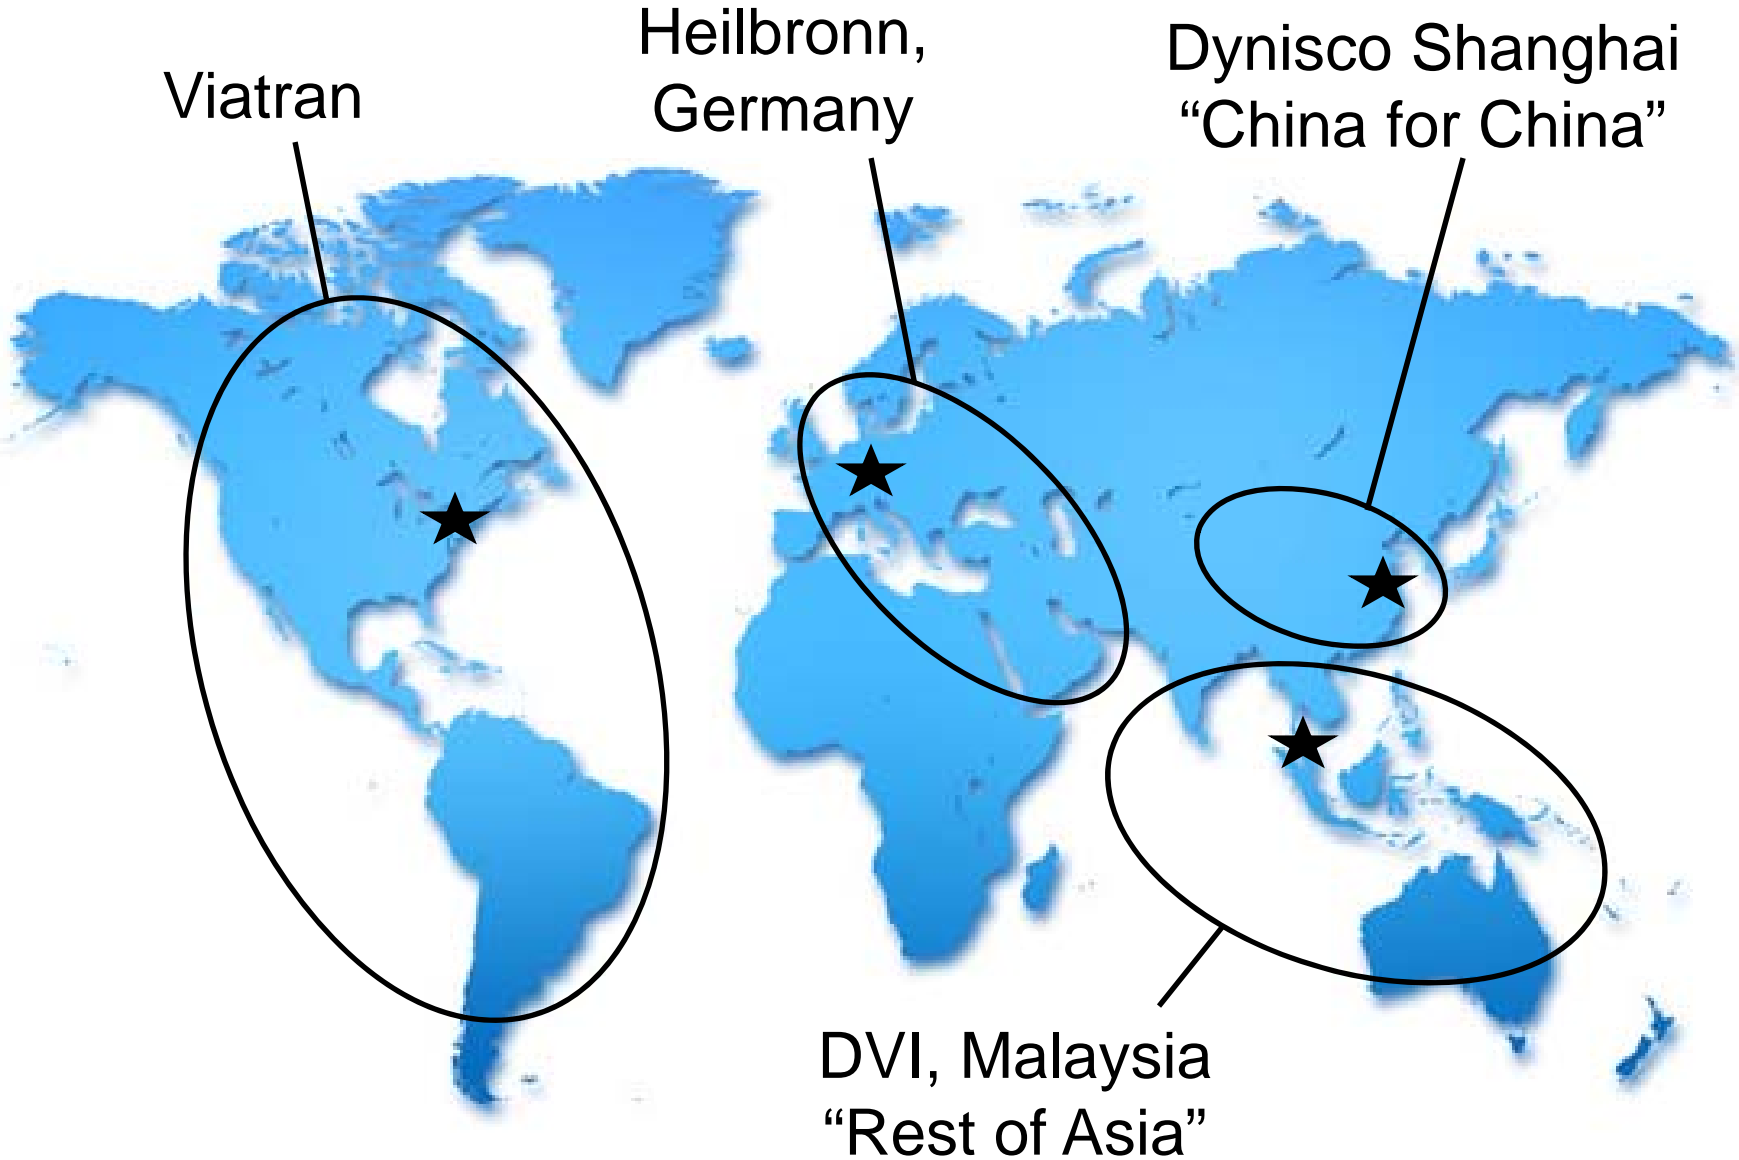 Viatran
Heilbronn,
Germany
Dynisco Shanghai
“China for China”
DVI, Malaysia
“Rest of Asia”